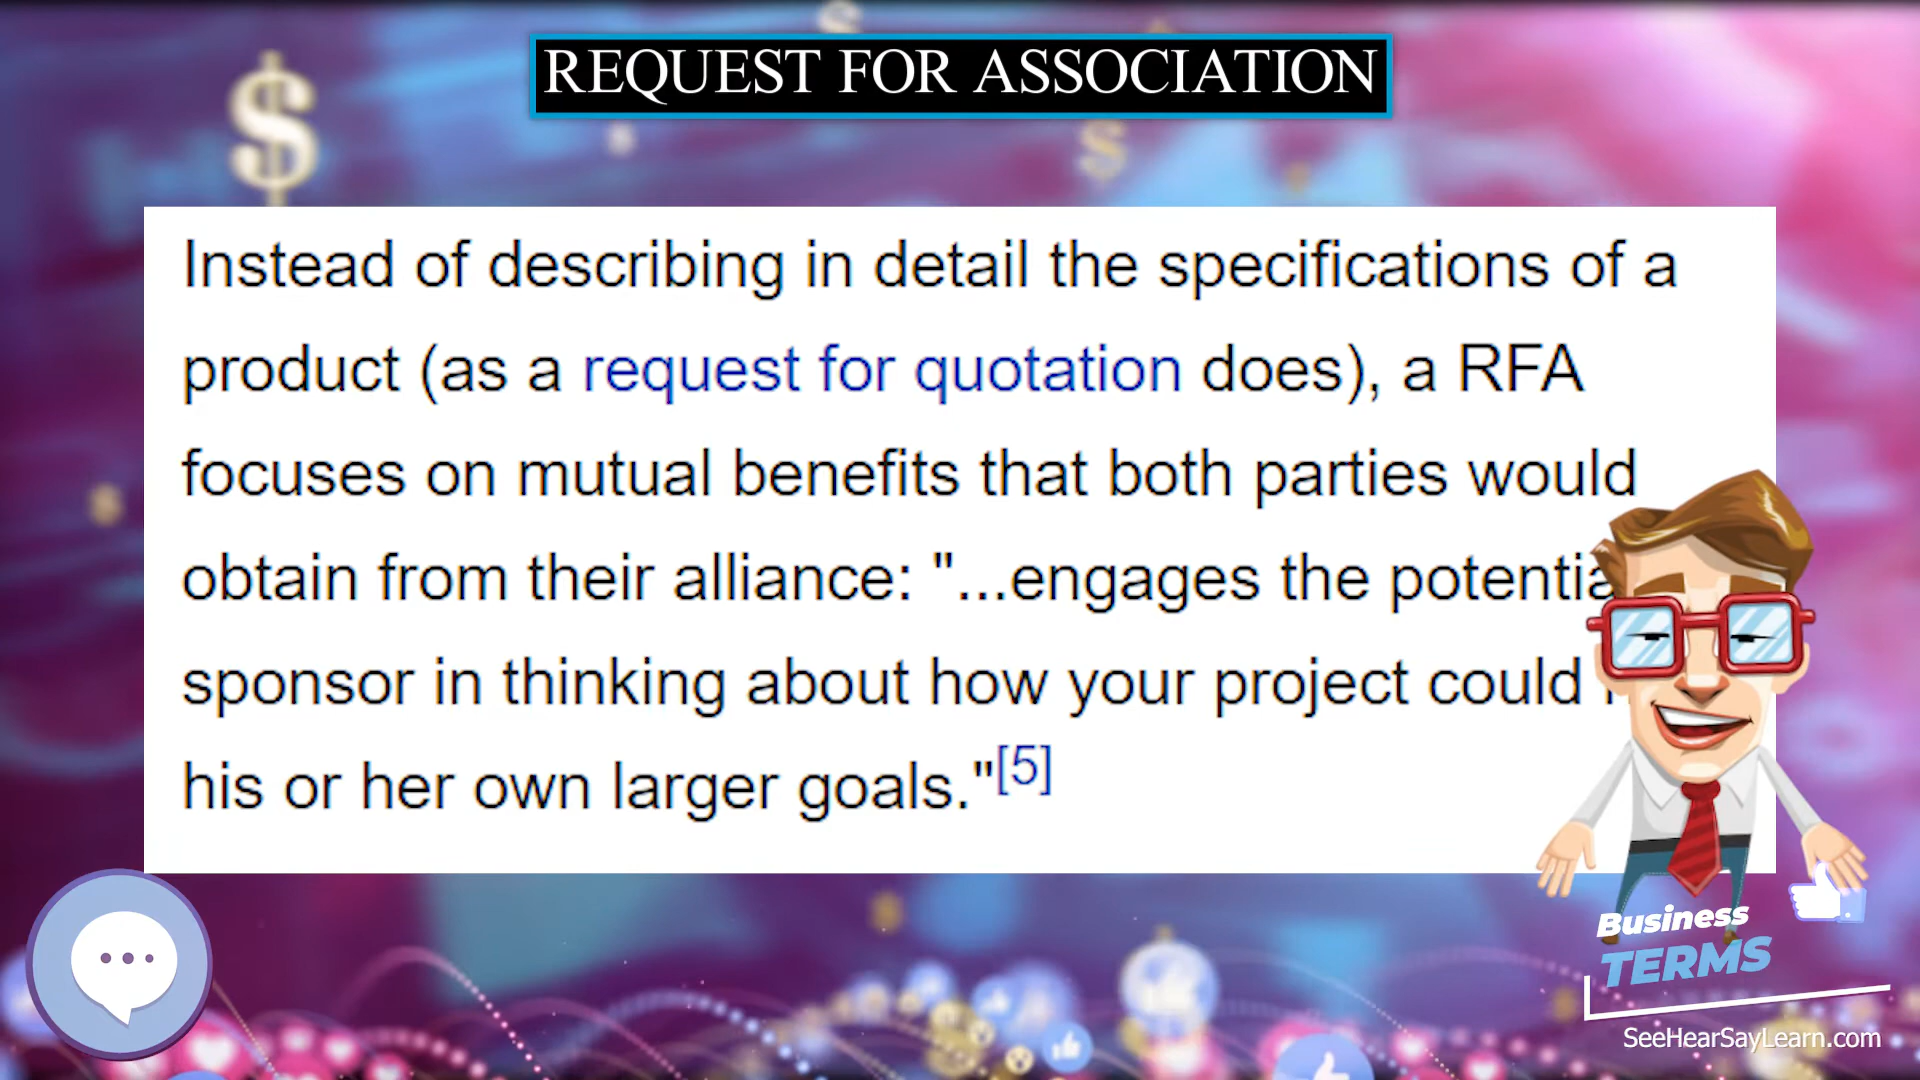 REQUEST FOR ASSOCIATION
Instead of describing in detail the specifications of a
product (as a request for quotation does), a RFA
focuses on mutual benefits that both parties would
obtain from their alliance: "...engages the
sponsor in thinking about how your project could
his or her own larger goals."[5]
Business
TERMS
SeeHearSayLearn.com